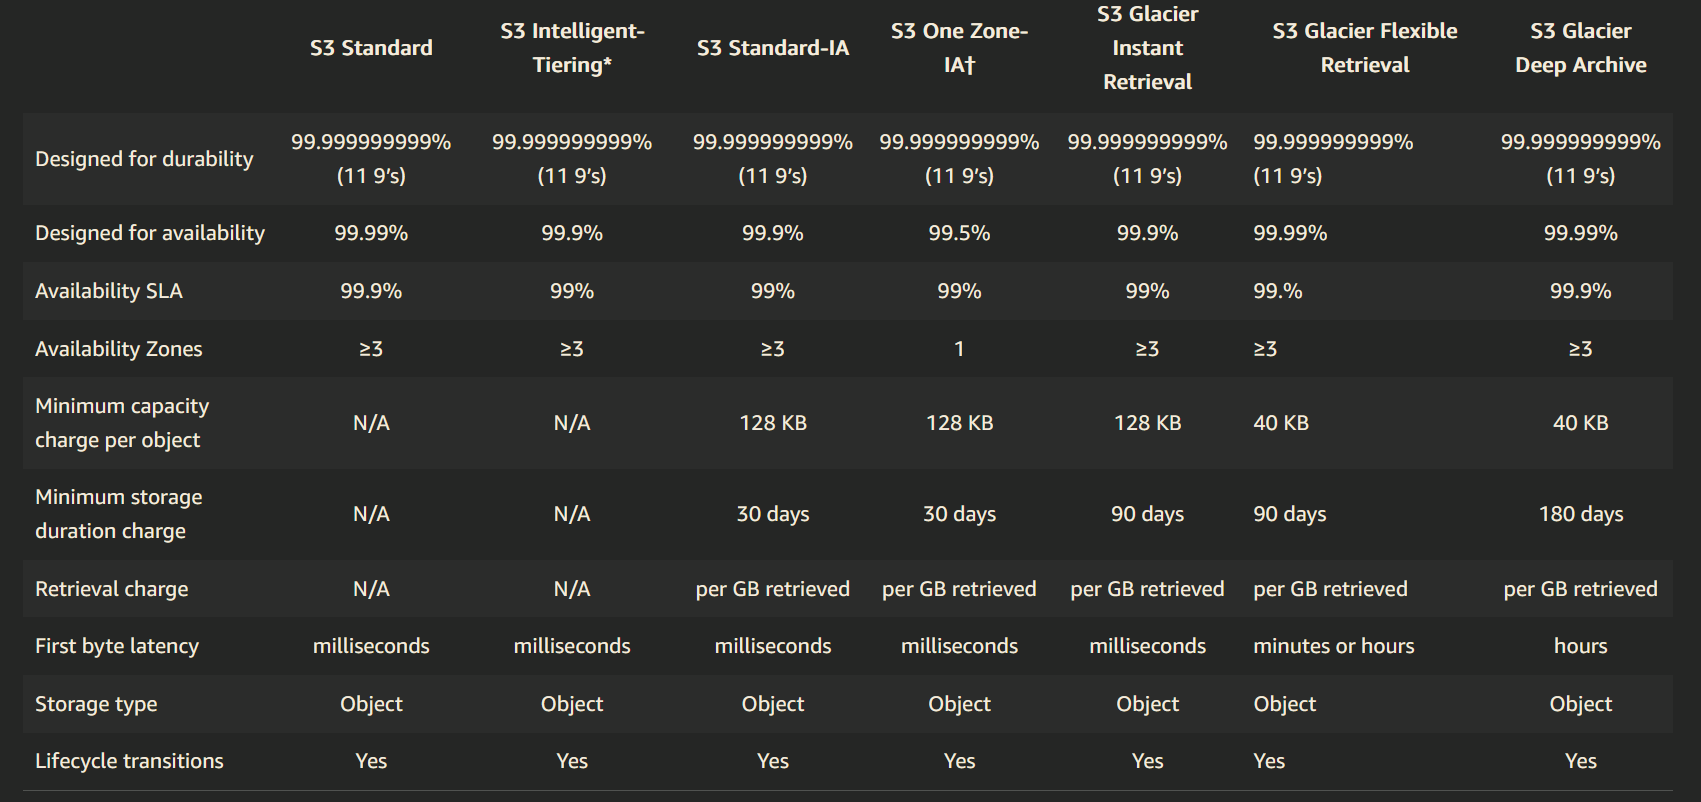 S3 Standard S3 Intelligent-Tiering* S3 Standard-IA S3 One Zone-IA† S3 Glacier Instant Retrieval S3 Glacier Flexible Retrieval S3 Glacier Deep Archive
Designed for durability 99.999999999% (11 9’s) 99.999999999% (11 9’s) 99.999999999% (11 9’s) 99.999999999% (11 9’s) 99.999999999% (11 9’s) 99.999999999% (11 9’s) 99.999999999% (11 9’s)
Designed for availability 99.99% 99.9% 99.9% 99.5% 99.9% 99.99% 99.99%
Availability SLA 99.9% 99% 99% 99% 99% 99.% 99.9%
Availability Zones ≥3 ≥3 ≥3 1 ≥3 ≥3 ≥3
Minimum capacity charge per object N/A N/A 128 KB 128 KB 128 KB 40 KB 40 KB
Minimum storage duration charge N/A N/A 30 days 30 days 90 days 90 days 180 days
Retrieval charge N/A N/A per GB retrieved per GB retrieved per GB retrieved per GB retrieved per GB retrieved
First byte latency milliseconds milliseconds milliseconds milliseconds milliseconds minutes or hours hours
Storage type Object Object Object Object Object Object Object
Lifecycle transitions Yes Yes Yes Yes Yes Yes Yes